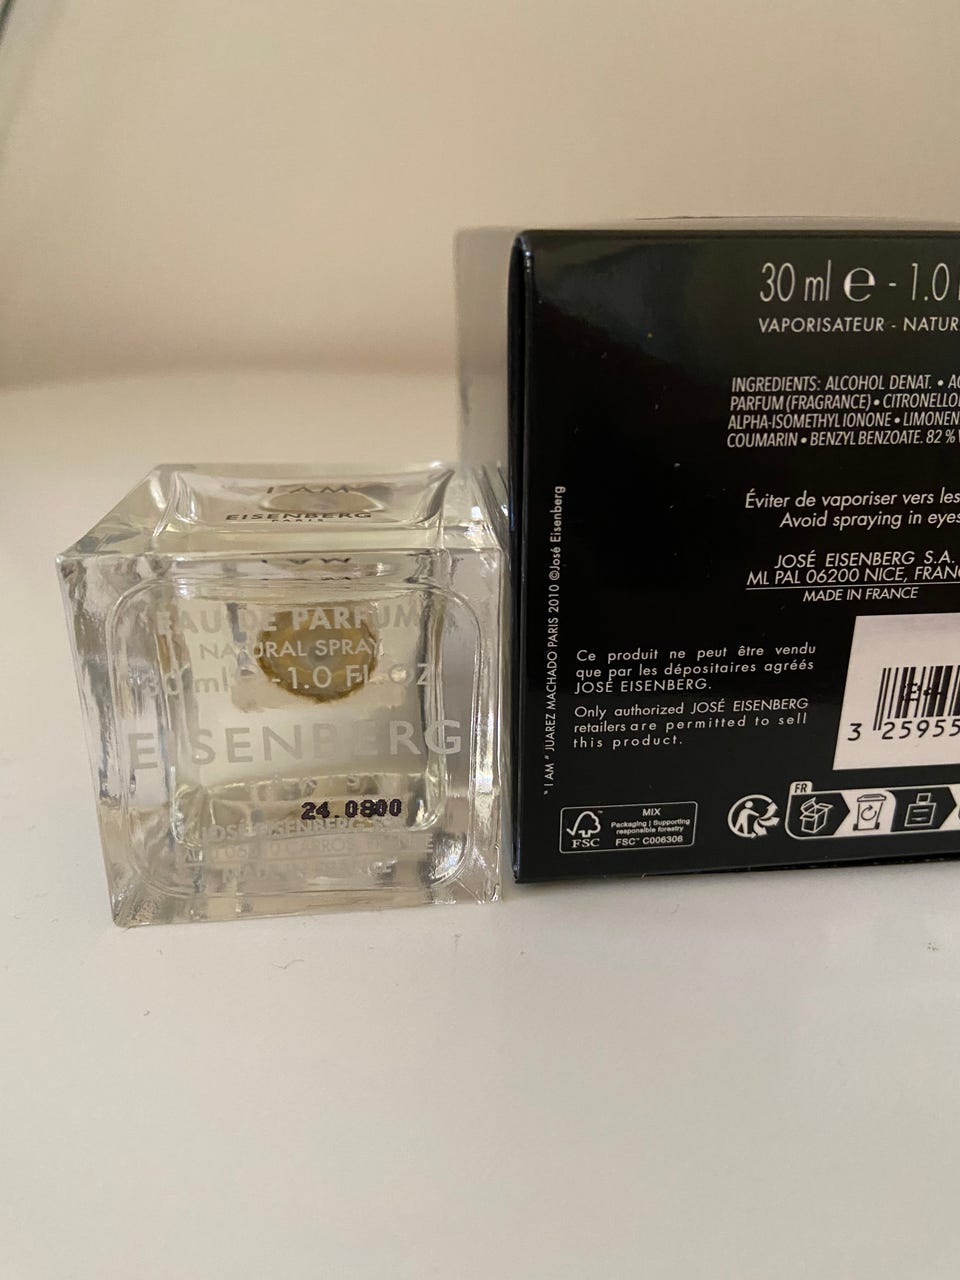 I AM
EISENBERG
PARIS
EAU DE PARFUM
NATURAL SPRAY
30 ml e - 1.0 FL. OZ
EISENBERG
24.0800
JOSÉ EISENBERG
30 ml e - 1.0
VAPORISATEUR - NATUR
INGREDIENTS: ALCOHOL DENAT. • A
PARFUM (FRAGRANCE) • CITRONELLO
ALPHA-ISOMETHYL IONONE • LIMONEN
COUMARIN • BENZYL BENZOATE. 82 %
Éviter de vaporiser vers les
Avoid spraying in eyes
JOSÉ EISENBERG S.A.
ML PAL 06200 NICE, FRANC
MADE IN FRANCE
"I AM" JUAREZ MACHADO PARIS 2010 ©José Eisenberg
Ce produit ne peut être vendu
que par les dépositaires agréés
JOSÉ EISENBERG.
Only authorized JOSÉ EISENBERG
retailers are permitted to sell
this product.
3 25955
FSC
MIX
Packaging | Supporting
responsible forestry
FSC™ C006306
FR